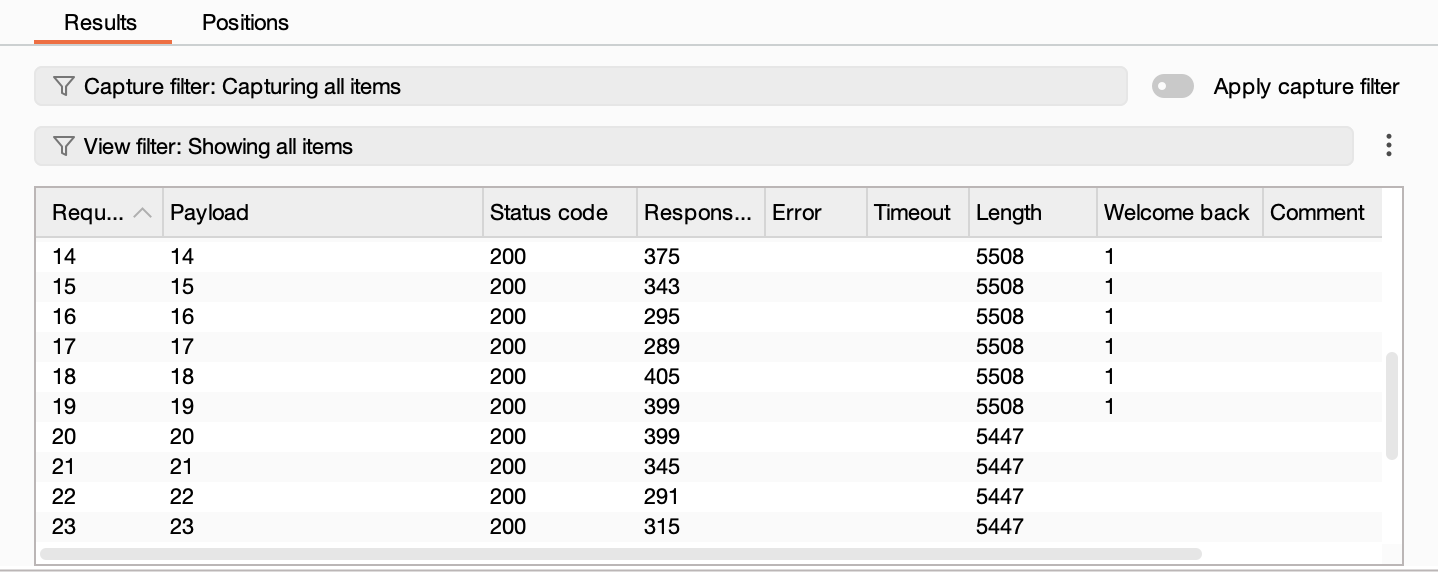 Results Positions
Capture filter: Capturing all items Apply capture filter
View filter: Showing all items
Requ... Payload Status code Respons... Error Timeout Length Welcome back Comment
14 14 200 375 5508 1
15 15 200 343 5508 1
16 16 200 295 5508 1
17 17 200 289 5508 1
18 18 200 405 5508 1
19 19 200 399 5508 1
20 20 200 399 5447
21 21 200 345 5447
22 22 200 291 5447
23 23 200 315 5447